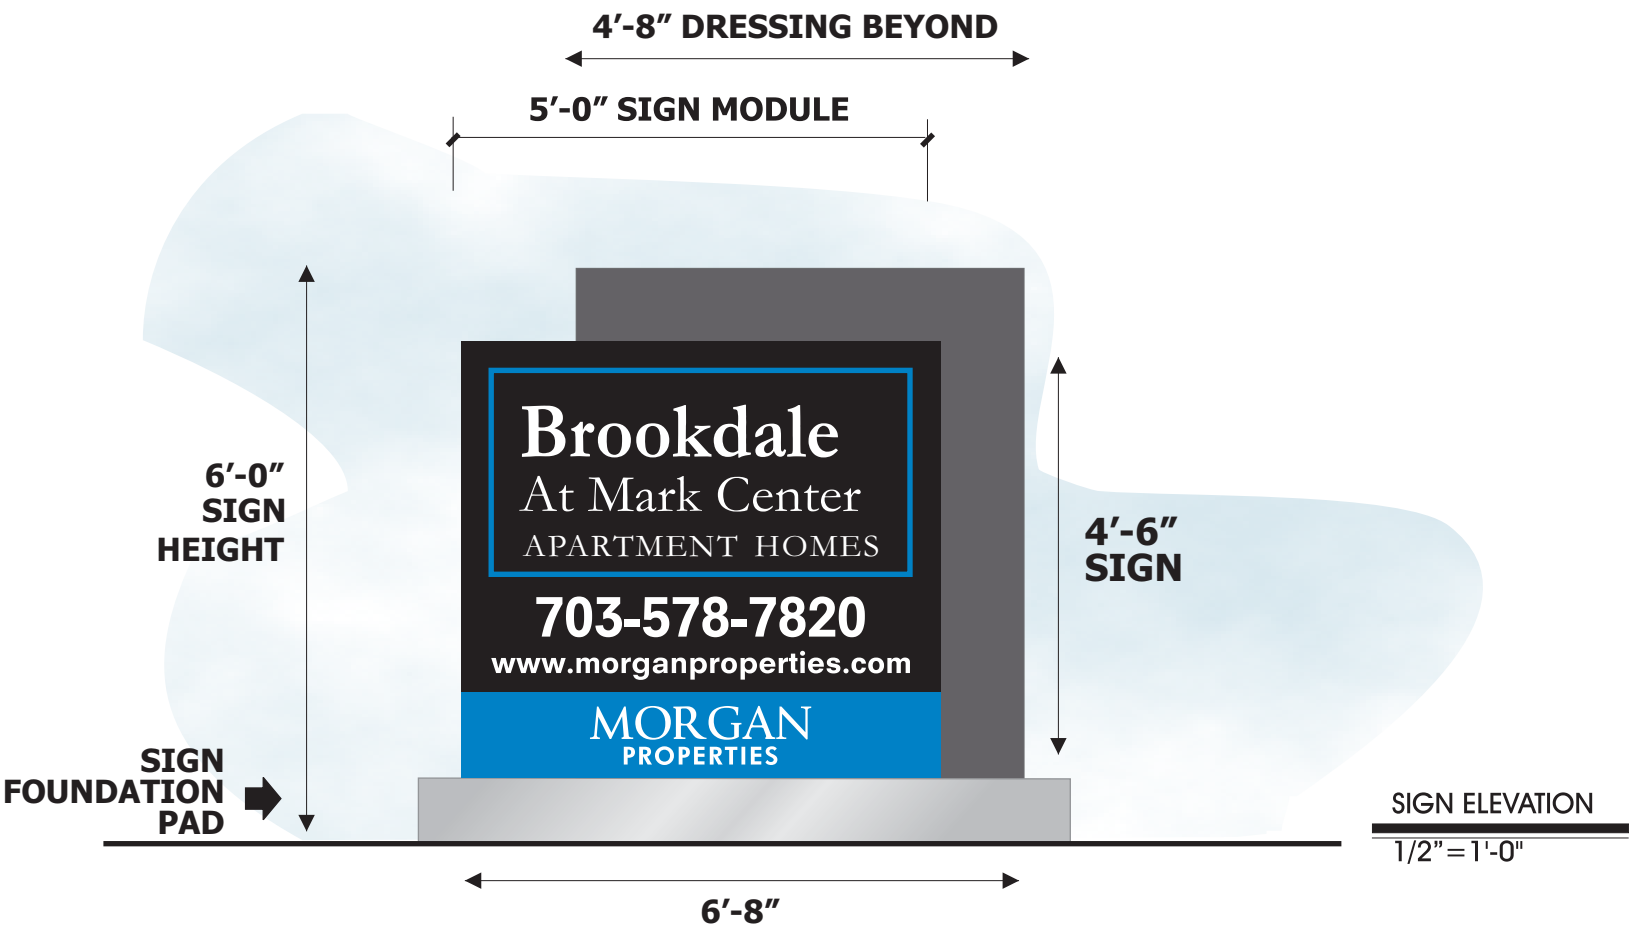 4’-8” DRESSING BEYOND
5’-0” SIGN MODULE
6’-0”
SIGN
HEIGHT
Brookdale
At Mark Center
APARTMENT HOMES
703-578-7820
www.morganproperties.com
MORGAN
PROPERTIES
4’-6”
SIGN
SIGN
FOUNDATION
PAD
SIGN ELEVATION
1/2”=1'-0"
6’-8”